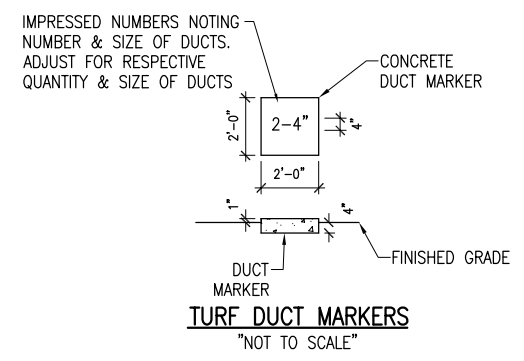 IMPRESSED NUMBERS NOTING
NUMBER & SIZE OF DUCTS.
ADJUST FOR RESPECTIVE
QUANTITY & SIZE OF DUCTS
CONCRETE
DUCT MARKER
2'-0"
2-4"
4"
2'-0"
1"
4"
FINISHED GRADE
DUCT
MARKER
TURF DUCT MARKERS
"NOT TO SCALE"